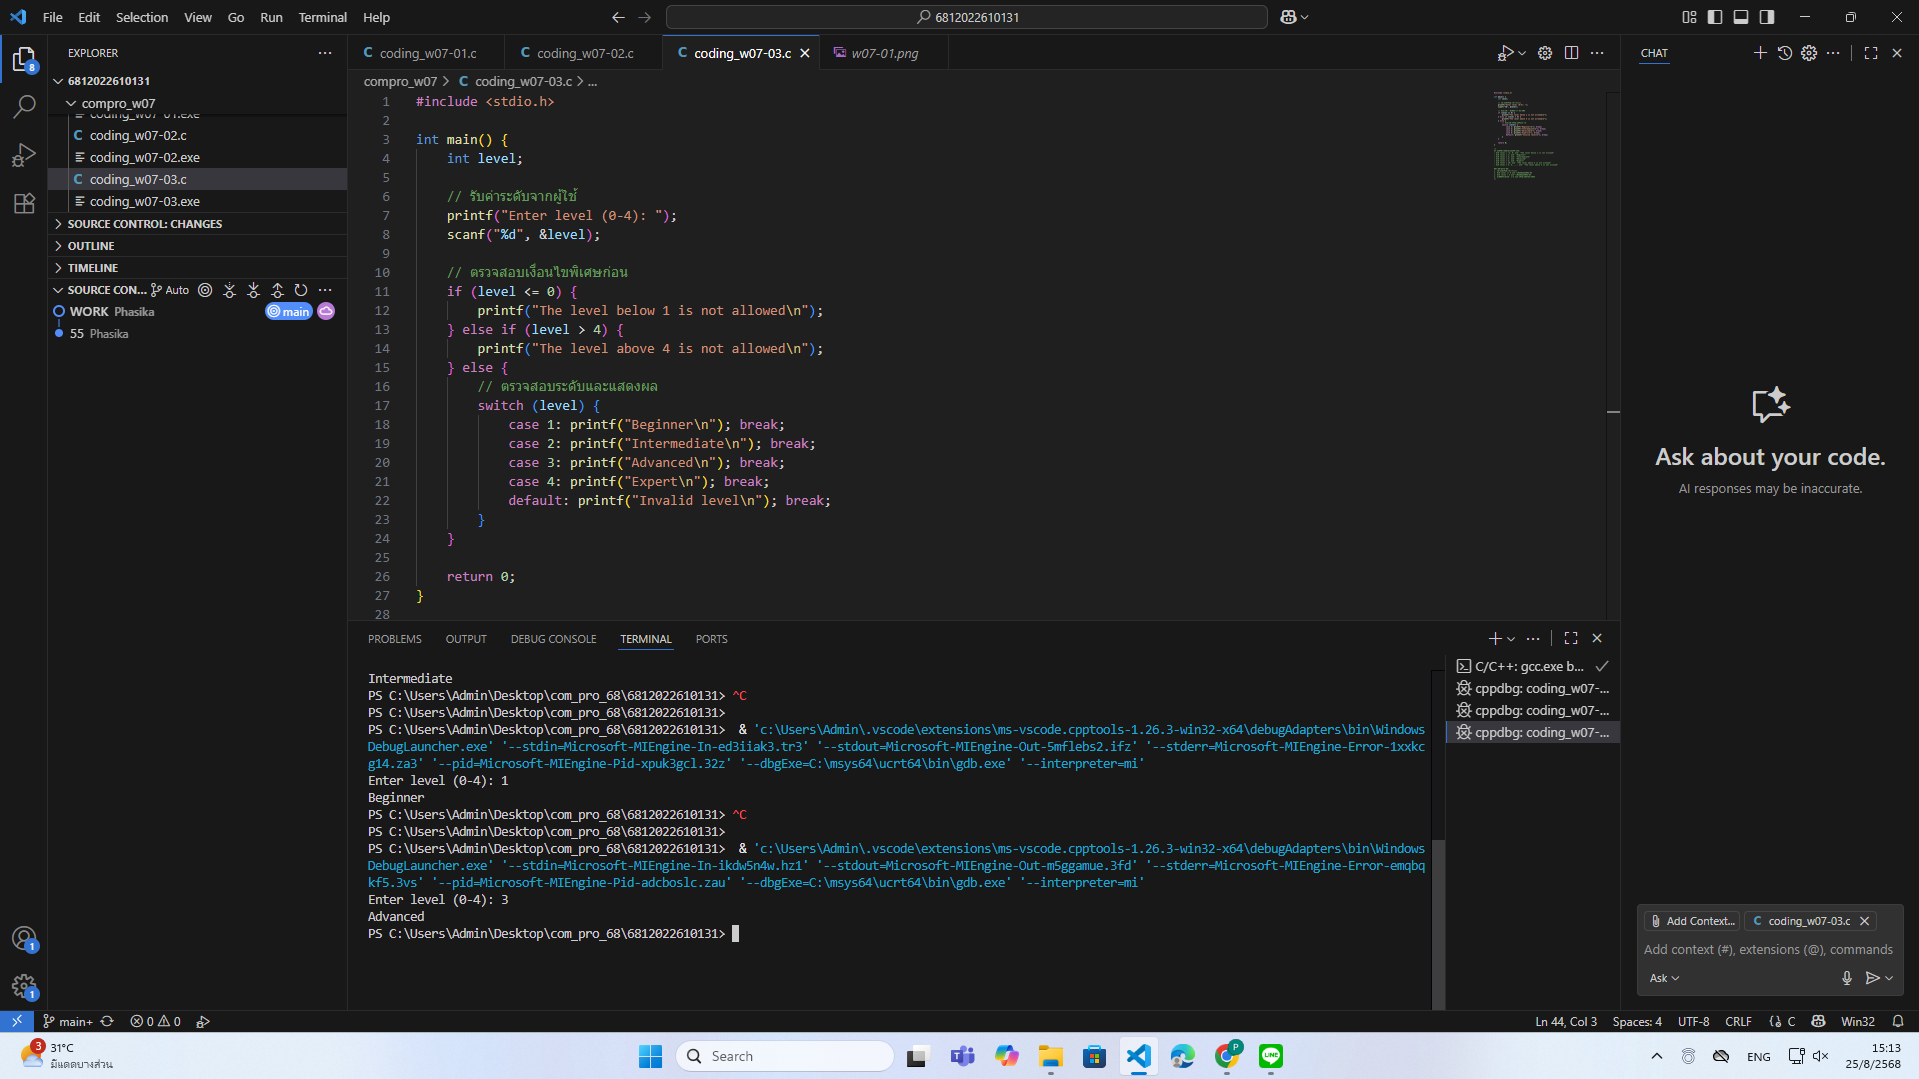 File Edit Selection View Go Run Terminal Help
6812022610131
EXPLORER
6812022610131
compro_w07
coding_w07-01.exe
coding_w07-02.c
coding_w07-02.exe
coding_w07-03.c
coding_w07-03.exe
SOURCE CONTROL: CHANGES
OUTLINE
TIMELINE
SOURCE CON... Auto
WORK Phasika main
55 Phasika
coding_w07-01.c coding_w07-02.c coding_w07-03.c w07-01.png
compro_w07 > C coding_w07-03.c > ...
1 #include <stdio.h>
2
3 int main() {
4 int level;
5
6 // รับค่าระดับจากผู้ใช้
7 printf("Enter level (0-4): ");
8 scanf("%d", &level);
9
10 // ตรวจสอบเงื่อนไขพิเศษก่อน
11 if (level <= 0) {
12 printf("The level below 1 is not allowed\n");
13 } else if (level > 4) {
14 printf("The level above 4 is not allowed\n");
15 } else {
16 // ตรวจสอบระดับและแสดงผล
17 switch (level) {
18 case 1: printf("Beginner\n"); break;
19 case 2: printf("Intermediate\n"); break;
20 case 3: printf("Advanced\n"); break;
21 case 4: printf("Expert\n"); break;
22 default: printf("Invalid level\n"); break;
23 }
24 }
25
26 return 0;
27 }
28
PROBLEMS OUTPUT DEBUG CONSOLE TERMINAL PORTS
Intermediate
PS C:\Users\Admin\Desktop\com_pro_68\6812022610131> ^C
PS C:\Users\Admin\Desktop\com_pro_68\6812022610131>
PS C:\Users\Admin\Desktop\com_pro_68\6812022610131> & 'c:\Users\Admin\.vscode\extensions\ms-vscode.cpptools-1.26.3-win32-x64\debugAdapters\bin\Windows
DebugLauncher.exe' '--stdin=Microsoft-MIEngine-In-ed3iiak3.tr3' '--stdout=Microsoft-MIEngine-Out-5mflebs2.ifz' '--stderr=Microsoft-MIEngine-Error-1xxkc
g14.za3' '--pid=Microsoft-MIEngine-Pid-xpuk3gcl.32z' '--dbgExe=C:\msys64\ucrt64\bin\gdb.exe' '--interpreter=mi'
Enter level (0-4): 1
Beginner
PS C:\Users\Admin\Desktop\com_pro_68\6812022610131> ^C
PS C:\Users\Admin\Desktop\com_pro_68\6812022610131>
PS C:\Users\Admin\Desktop\com_pro_68\6812022610131> & 'c:\Users\Admin\.vscode\extensions\ms-vscode.cpptools-1.26.3-win32-x64\debugAdapters\bin\Windows
DebugLauncher.exe' '--stdin=Microsoft-MIEngine-In-ikdw5n4w.hz1' '--stdout=Microsoft-MIEngine-Out-m5ggamue.3fd' '--stderr=Microsoft-MIEngine-Error-emqbq
kf5.3vs' '--pid=Microsoft-MIEngine-Pid-adcboslc.zau' '--dbgExe=C:\msys64\ucrt64\bin\gdb.exe' '--interpreter=mi'
Enter level (0-4): 3
Advanced
PS C:\Users\Admin\Desktop\com_pro_68\6812022610131>
C/C++: gcc.exe b...
cppdbg: coding_w07-...
cppdbg: coding_w07-...
cppdbg: coding_w07-...
CHAT
Ask about your code.
AI responses may be inaccurate.
Add Context... C coding_w07-03.c
Add context (#), extensions (@), commands
Ask
main+ 0 0
Ln 44, Col 3 Spaces: 4 UTF-8 CRLF {} C Win32
3 31°C
มีแดดบางส่วน
Search
ENG
15:13
25/8/2568